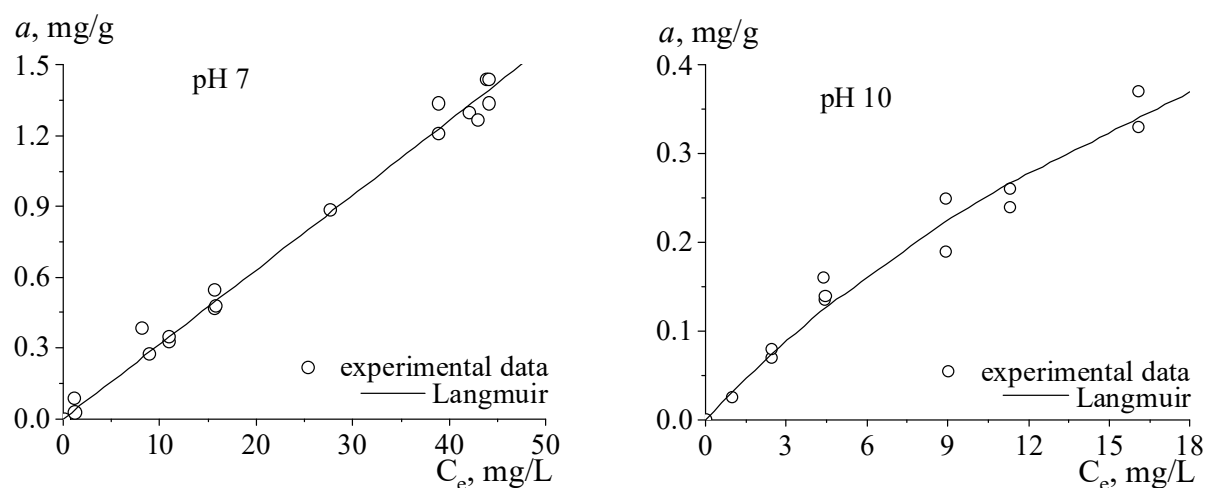 a, mg/g
pH 7
1.5
1.2
0.9
0.6
0.3
0.0
experimental data
Langmuir
0 10 20 30 40 50
Ce, mg/L
a, mg/g
pH 10
0.4
0.3
0.2
0.1
0.0
experimental data
Langmuir
0 3 6 9 12 15 18
Ce, mg/L